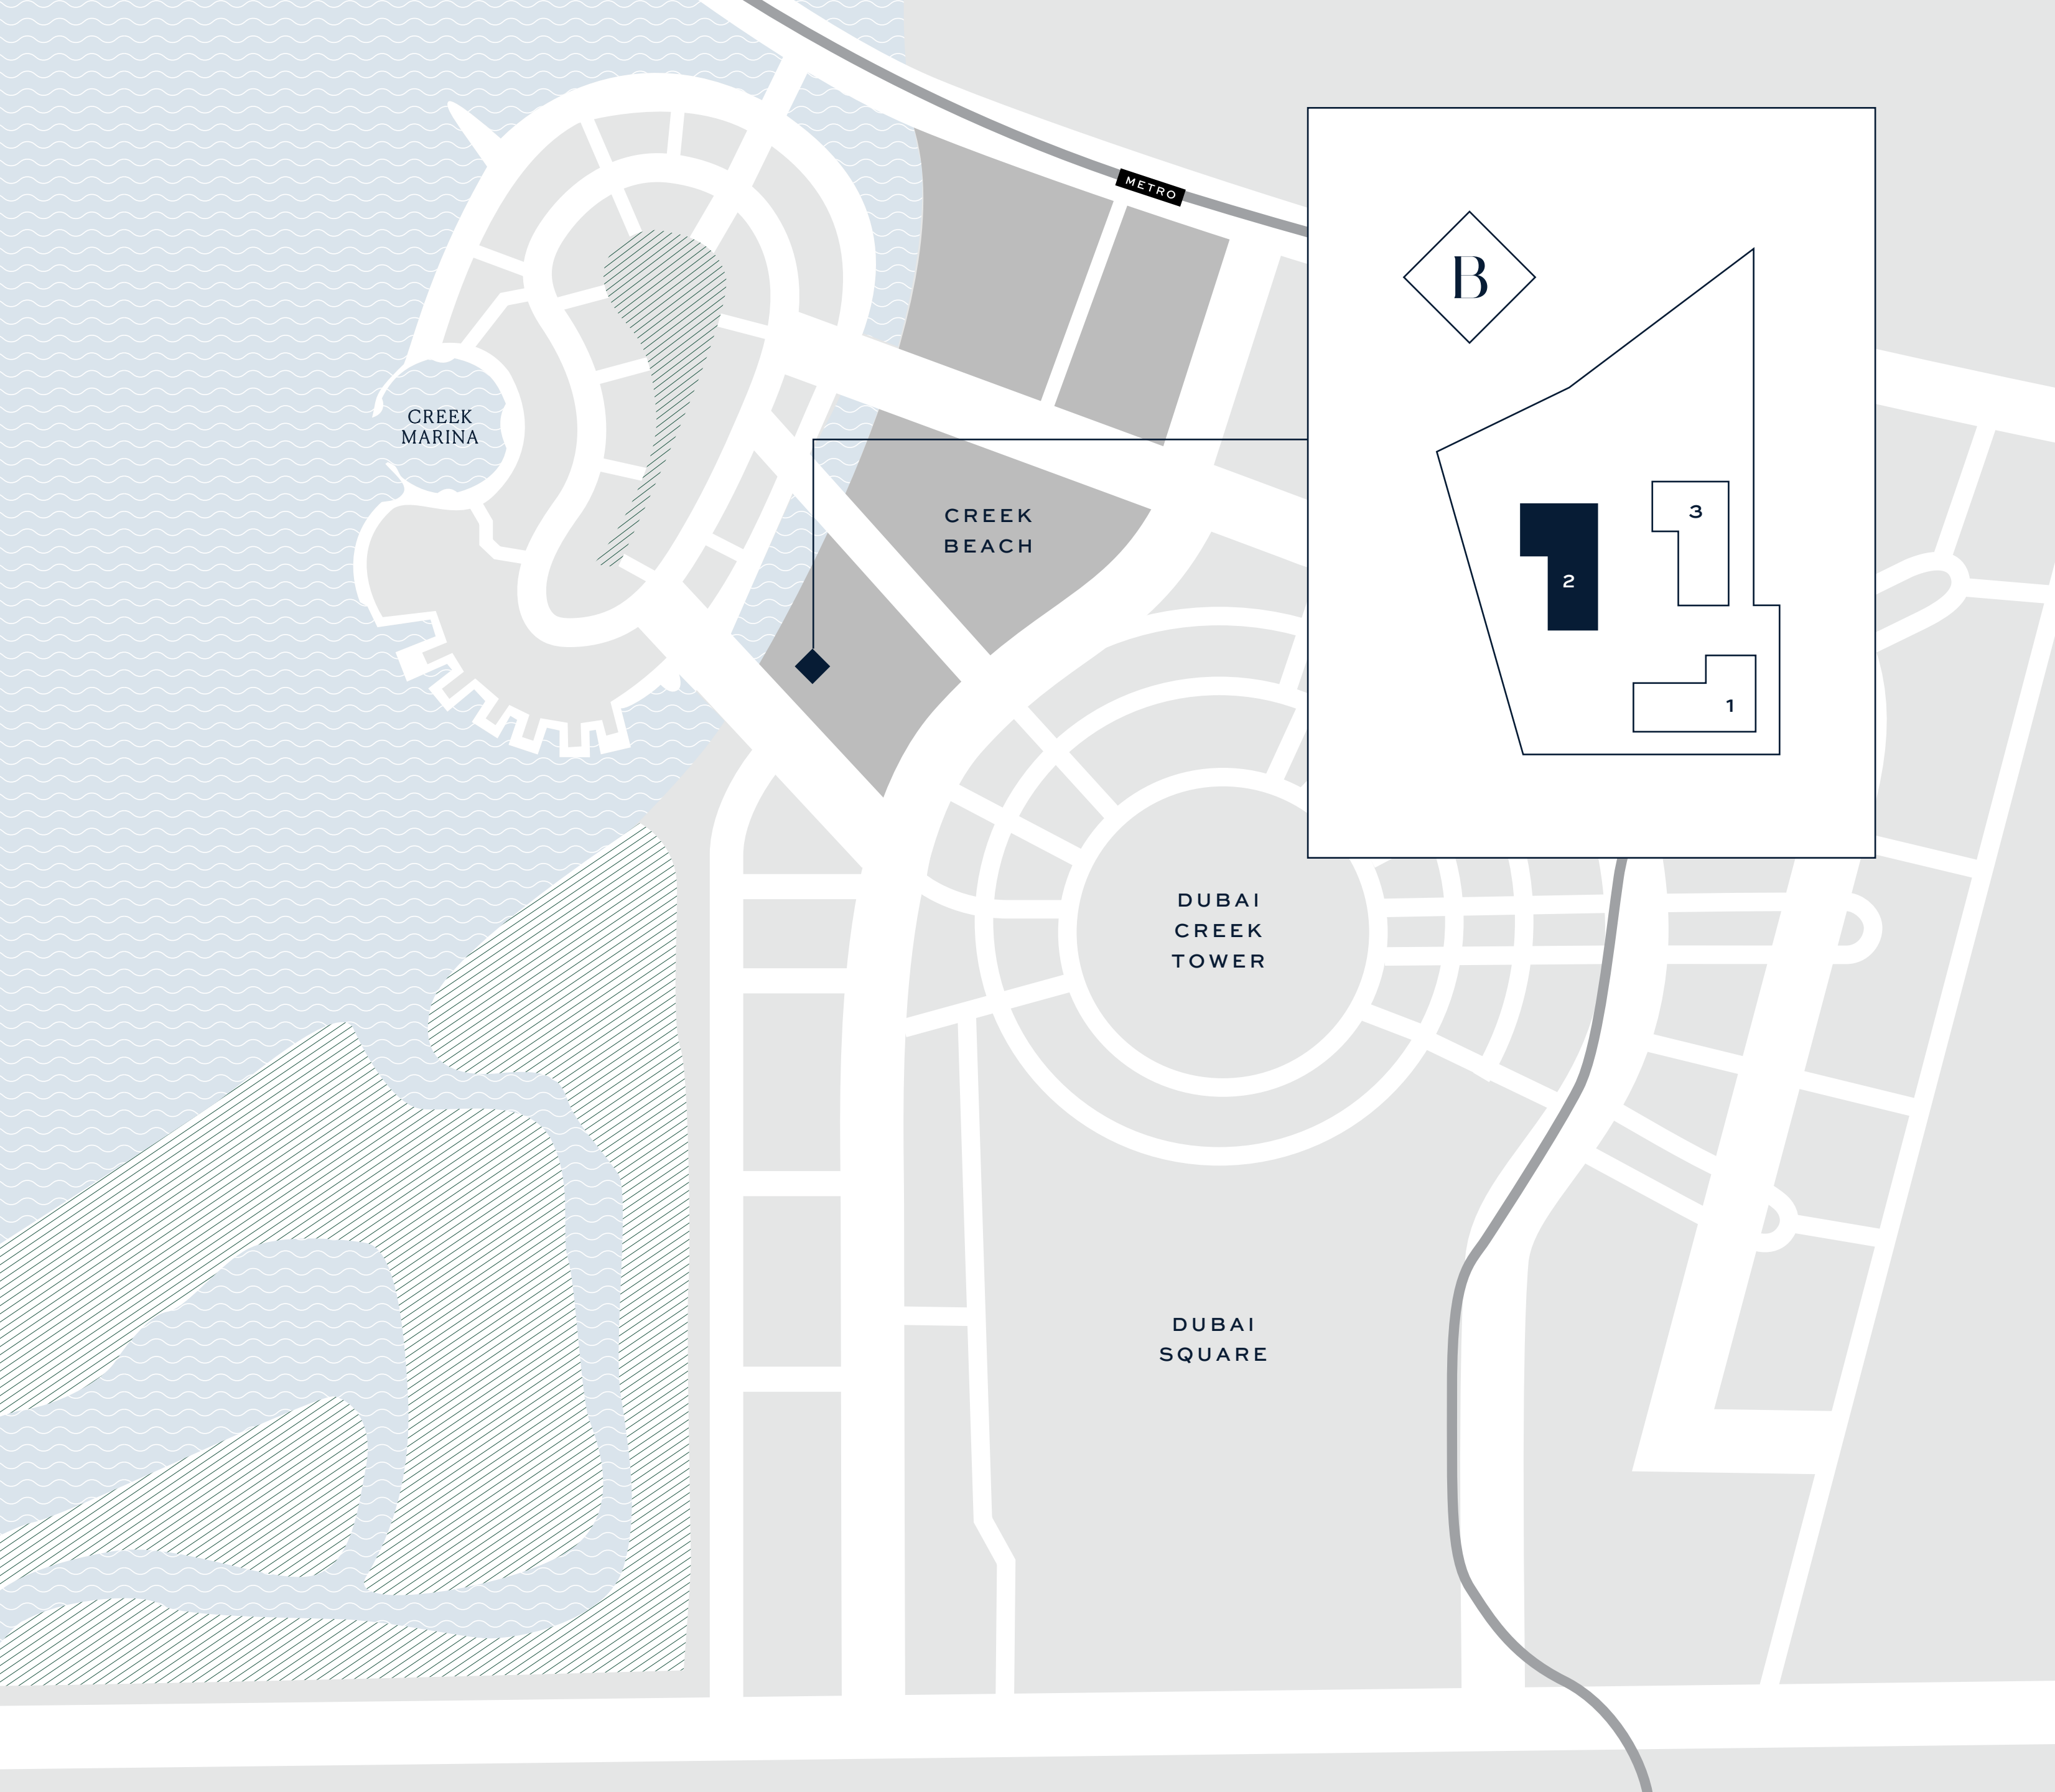 METRO
B
CREEK
MARINA
CREEK
BEACH
3
2
1
DUBAI
CREEK
TOWER
DUBAI
SQUARE